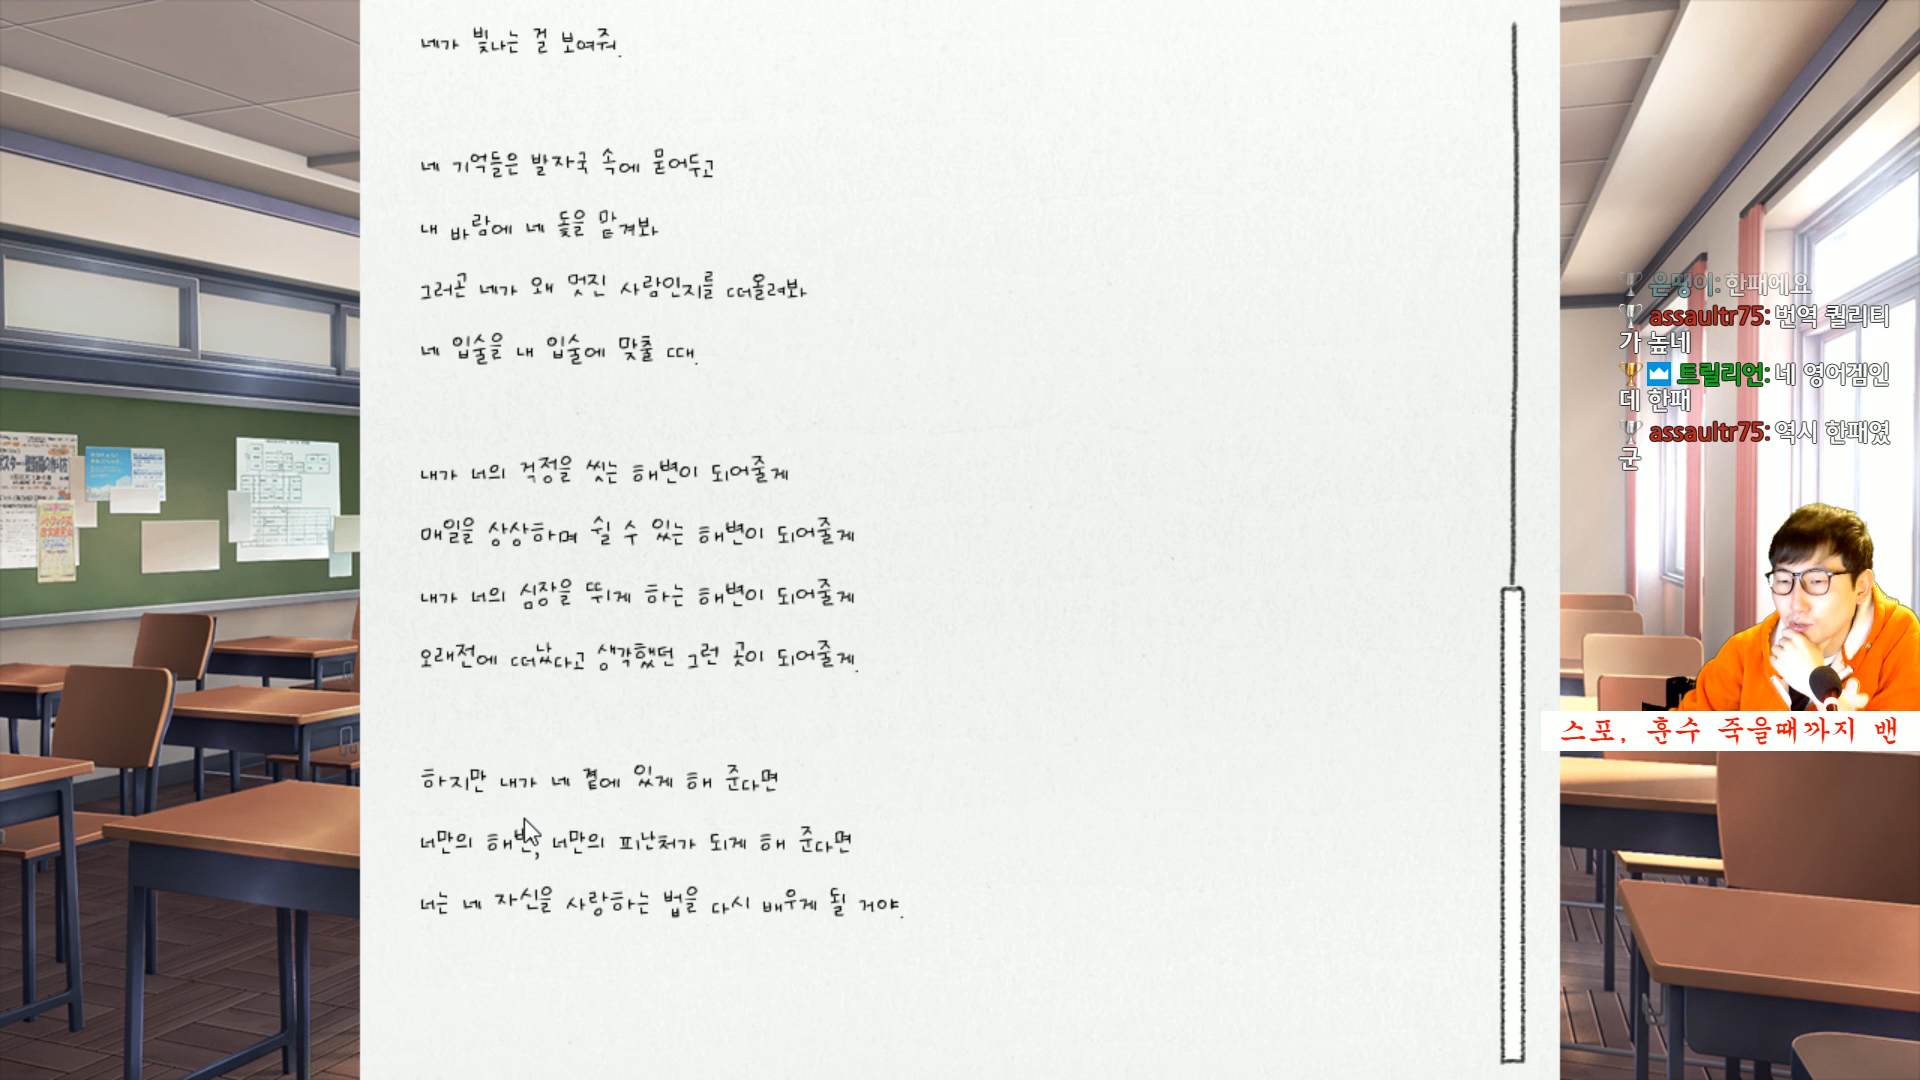 네가 빛나는 걸 보여줘.
네 기억들은 발자국 속에 묻어두고
내 바람에 네 돛을 맡겨봐
그러곤 네가 왜 멋진 사람인지를 떠올려봐
네 입술을 내 입술에 맞출 때.
내가 너의 걱정을 씻는 해변이 되어줄게
매일을 상상하며 쉴 수 있는 해변이 되어줄게
내가 너의 심장을 뛰게 하는 해변이 되어줄게
오래전에 떠났다고 생각했던 그런 곳이 되어줄게.
하지만 내가 네 곁에 있게 해 준다면
너만의 해변, 너만의 피난처가 되게 해 준다면
너는 네 자신을 사랑하는 법을 다시 배우게 될 거야.
은땡이: 한패에요
assaultr75: 번역 퀄리티
가 높네
트릴리언: 네 영어겜인
데 한패
assaultr75: 역시 한패였
군
스포, 훈수 죽을때까지 밴